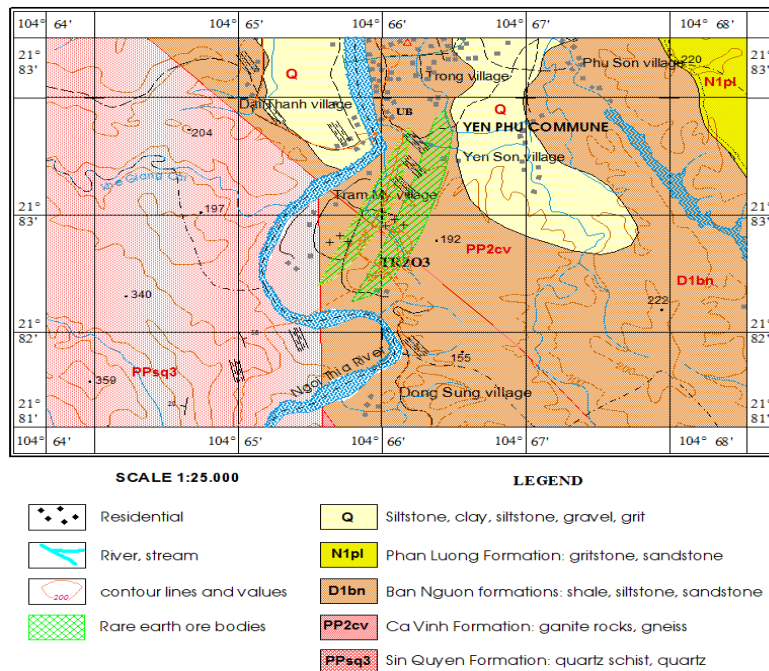 104° 64' 104° 65' 104° 66' 104° 67' 104° 68'
21° 83'
21° 83'
Q
Trong village
Phu Son village
220
N1pl
Dai Thanh village
UB
Q
YEN PHU COMMUNE
204
Yen Son village
Tram My village
21° 83'
21° 83'
197
192
PP2cv
TR2O3
D1bn
340
222
21° 82'
21° 82'
18
155
PPsq3
Ngoi Thia River
359
Dong Sung village
200
20
21° 81'
21° 81'
104° 64' 104° 65' 104° 66' 104° 67' 104° 68'
SCALE 1:25.000
LEGEND
Residential
Q Siltstone, clay, siltstone, gravel, grit
River, stream
N1pl Phan Luong Formation: gritstone, sandstone
200 contour lines and values
D1bn Ban Nguon formations: shale, siltstone, sandstone
Rare earth ore bodies
PP2cv Ca Vinh Formation: ganite rocks, gneiss
PPsq3 Sin Quyen Formation: quartz schist, quartz